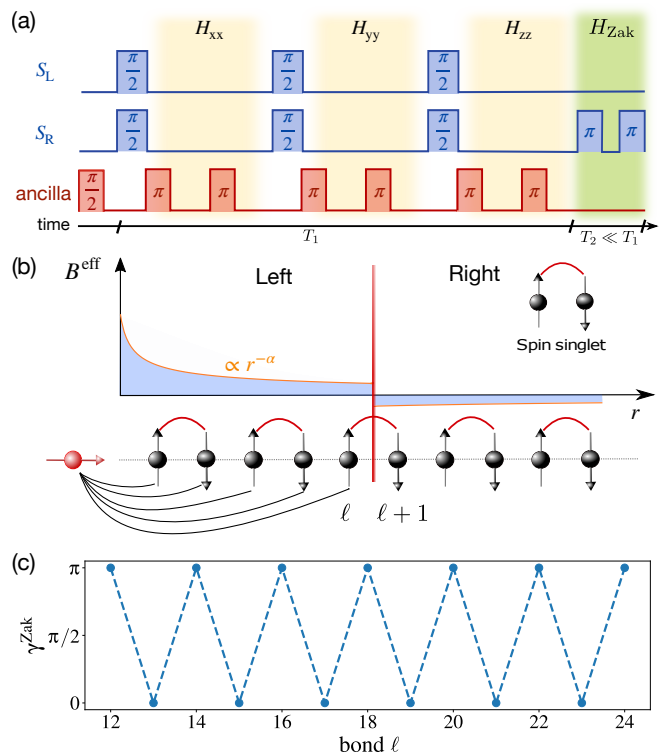 (a)
H_xx H_yy H_zz H_Zak
S_L π/2 π/2 π/2
S_R π/2 π/2 π/2 π π
ancilla π/2 π π π π π π
time T_1 T_2 ≪ T_1
(b)
B^eff Left Right
Spin singlet
∝ r^{-α}
r
ℓ ℓ + 1
(c)
γ^Zak
π
π/2
0
12 14 16 18 20 22 24
bond ℓ